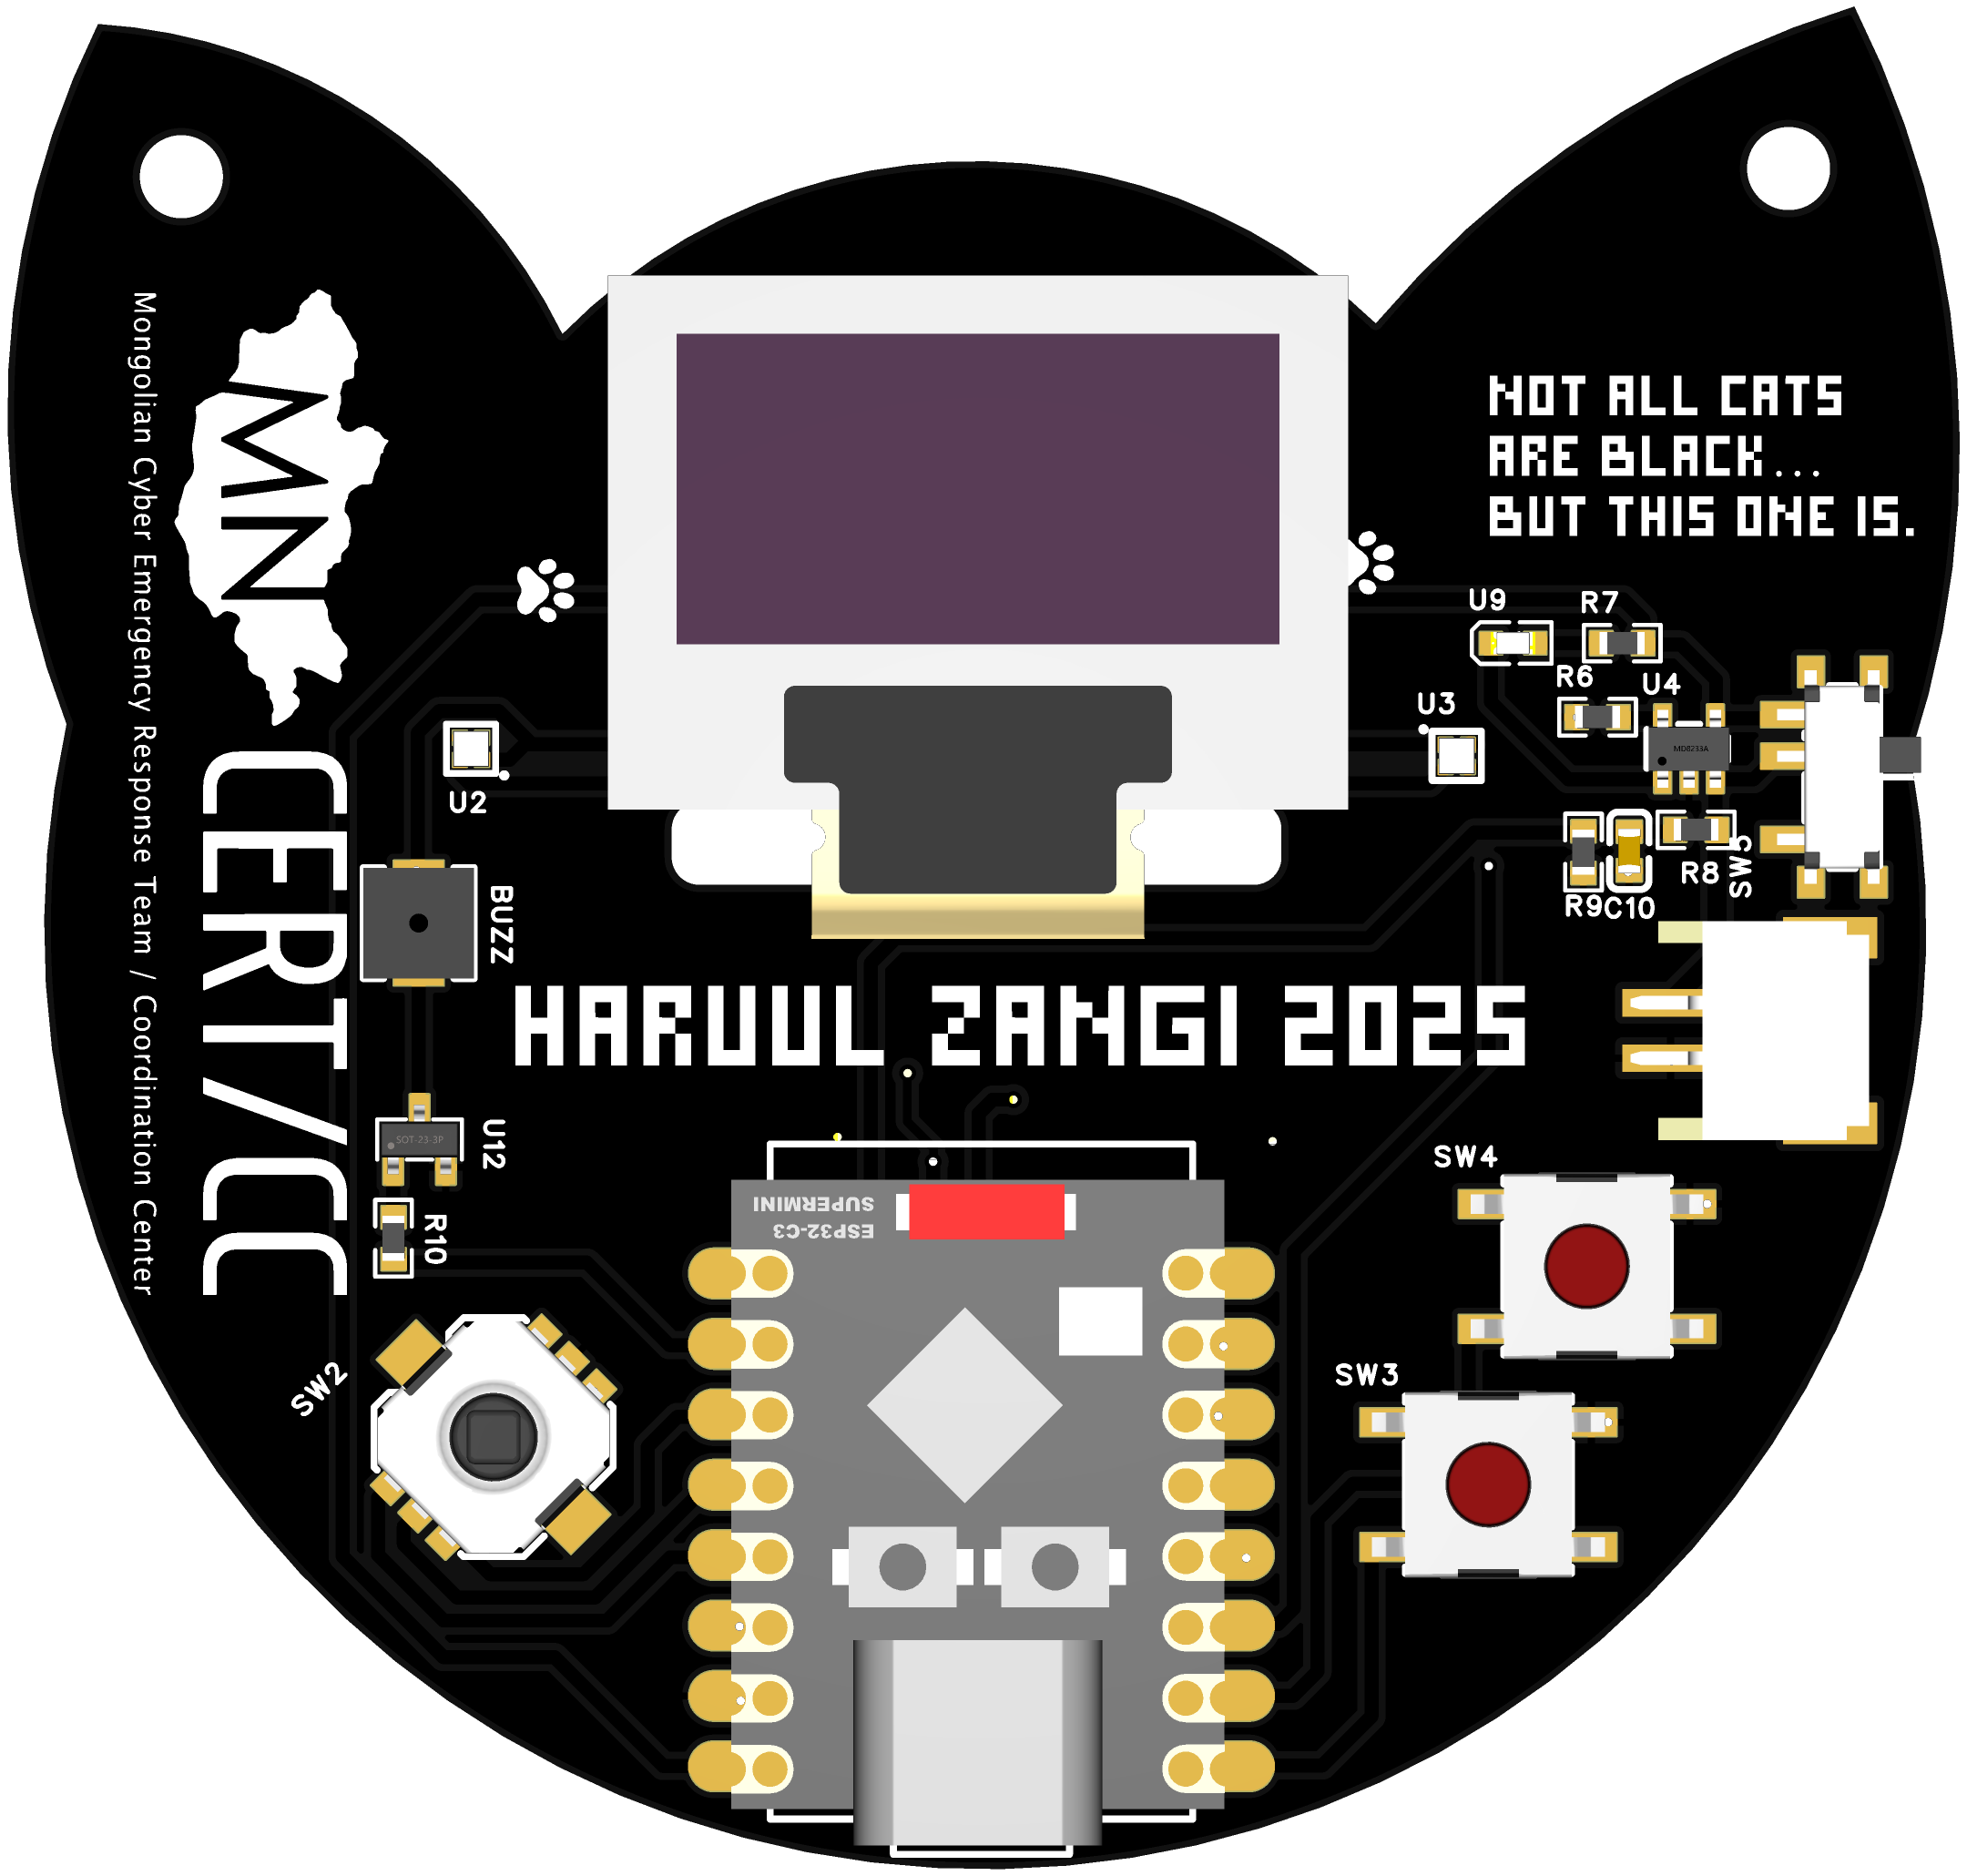 NOT ALL CATS
ARE BLACK...
BUT THIS ONE IS.
Mongolian Cyber Emergency Response Team / Coordination Center
MN
CERT/CC
U9
R7
R6
U4
MD8233A
U3
U2
R8
SW5
R9
C10
BUZZ
HARUUL ZANGI 2025
U12
SOT-23-3P
R10
SW4
SW3
SW2
ESP32-C3
SUPERMINI